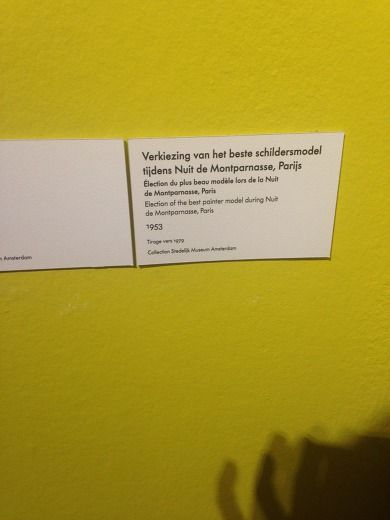 Verkiezing van het beste schildersmodel
tijdens Nuit de Montparnasse, Parijs
Élection du plus beau modèle lors de la Nuit
de Montparnasse, Paris
Election of the best painter model during Nuit
de Montparnasse, Paris
1953
Tirage vers 1979
Collection Stedelijk Museum Amsterdam
Amsterdam